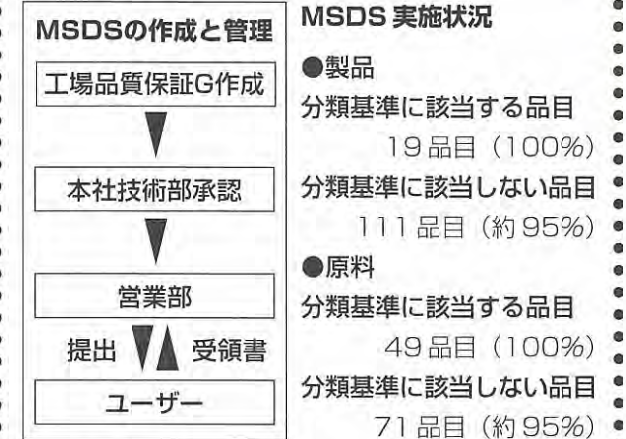 MSDSの作成と管理
工場品質保証G作成
本社技術部承認
営業部
提出 受領書
ユーザー
MSDS実施状況
●製品
分類基準に該当する品目
19品目（100%）
分類基準に該当しない品目
111品目（約95%）
●原料
分類基準に該当する品目
49品目（100%）
分類基準に該当しない品目
71品目（約95%）